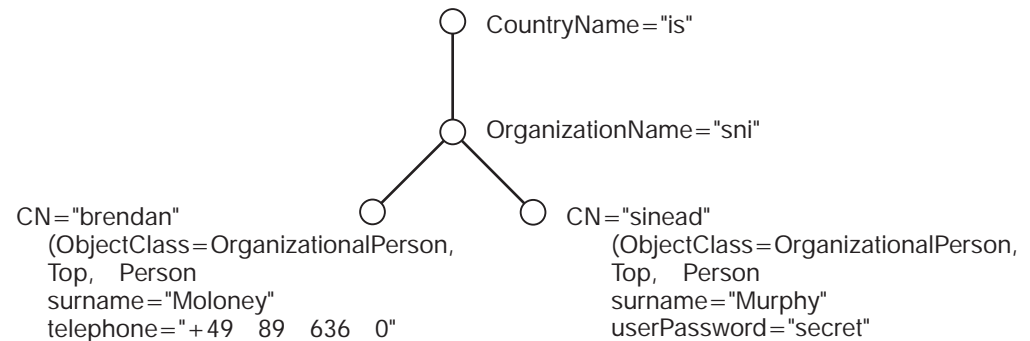 CountryName="is"
OrganizationName="sni"
CN="brendan"
(ObjectClass=OrganizationalPerson,
Top, Person
surname="Moloney"
telephone="+49 89 636 0"
CN="sinead"
(ObjectClass=OrganizationalPerson,
Top, Person
surname="Murphy"
userPassword="secret"